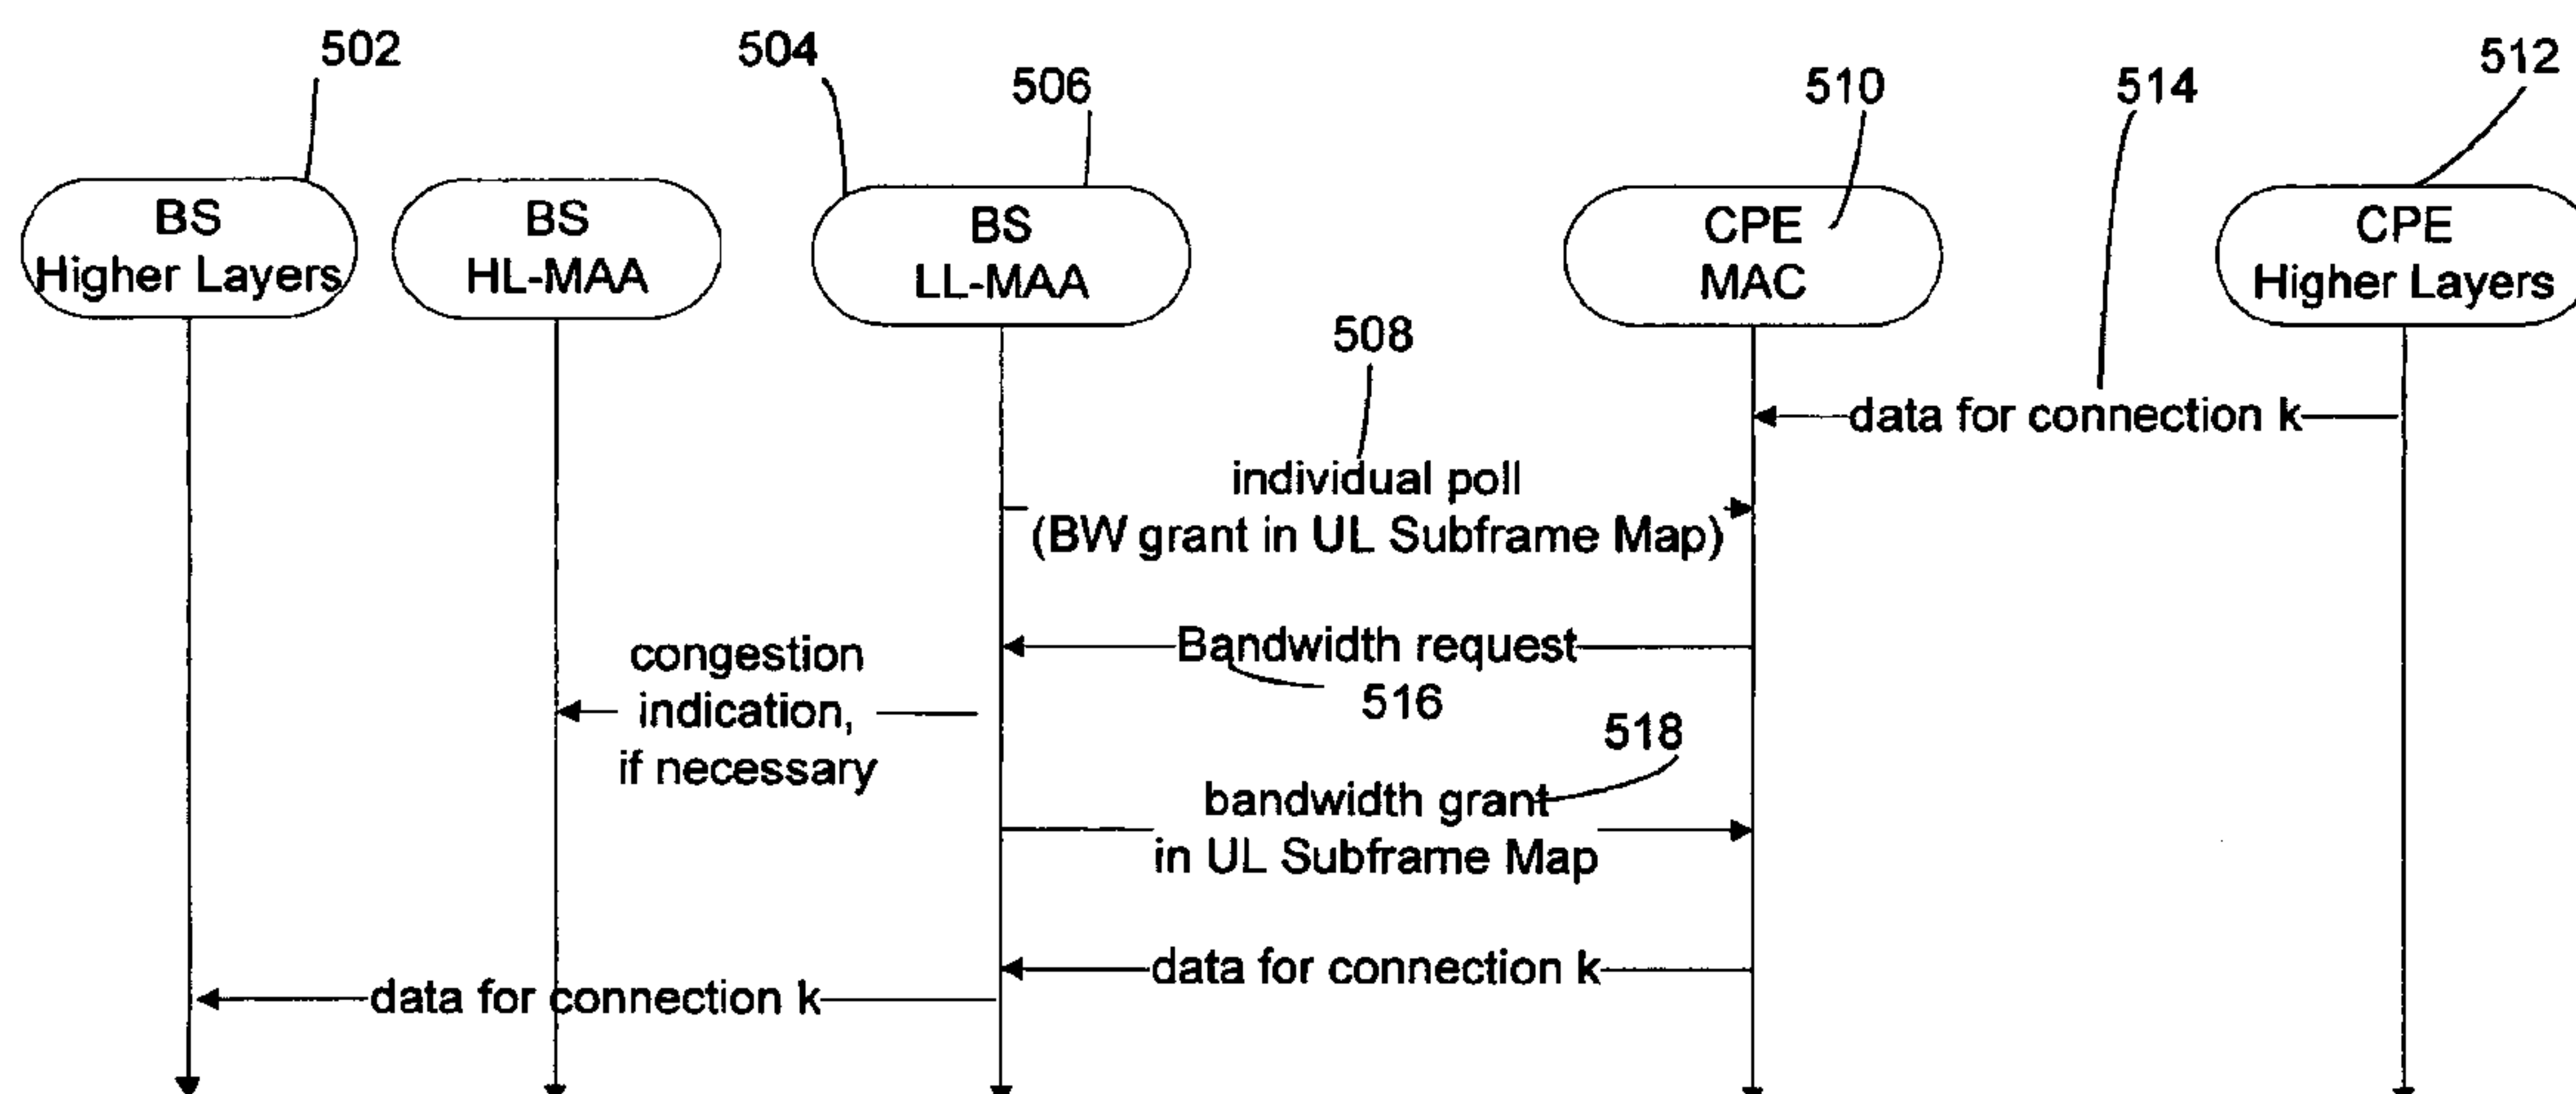 502
504
506
510
514
512
BS
Higher Layers
BS
HL-MAA
BS
LL-MAA
CPE
MAC
CPE
Higher Layers
508
data for connection k
individual poll
(BW grant in UL Subframe Map)
Bandwidth request
516
congestion
indication,
if necessary
518
bandwidth grant
in UL Subframe Map
data for connection k
data for connection k